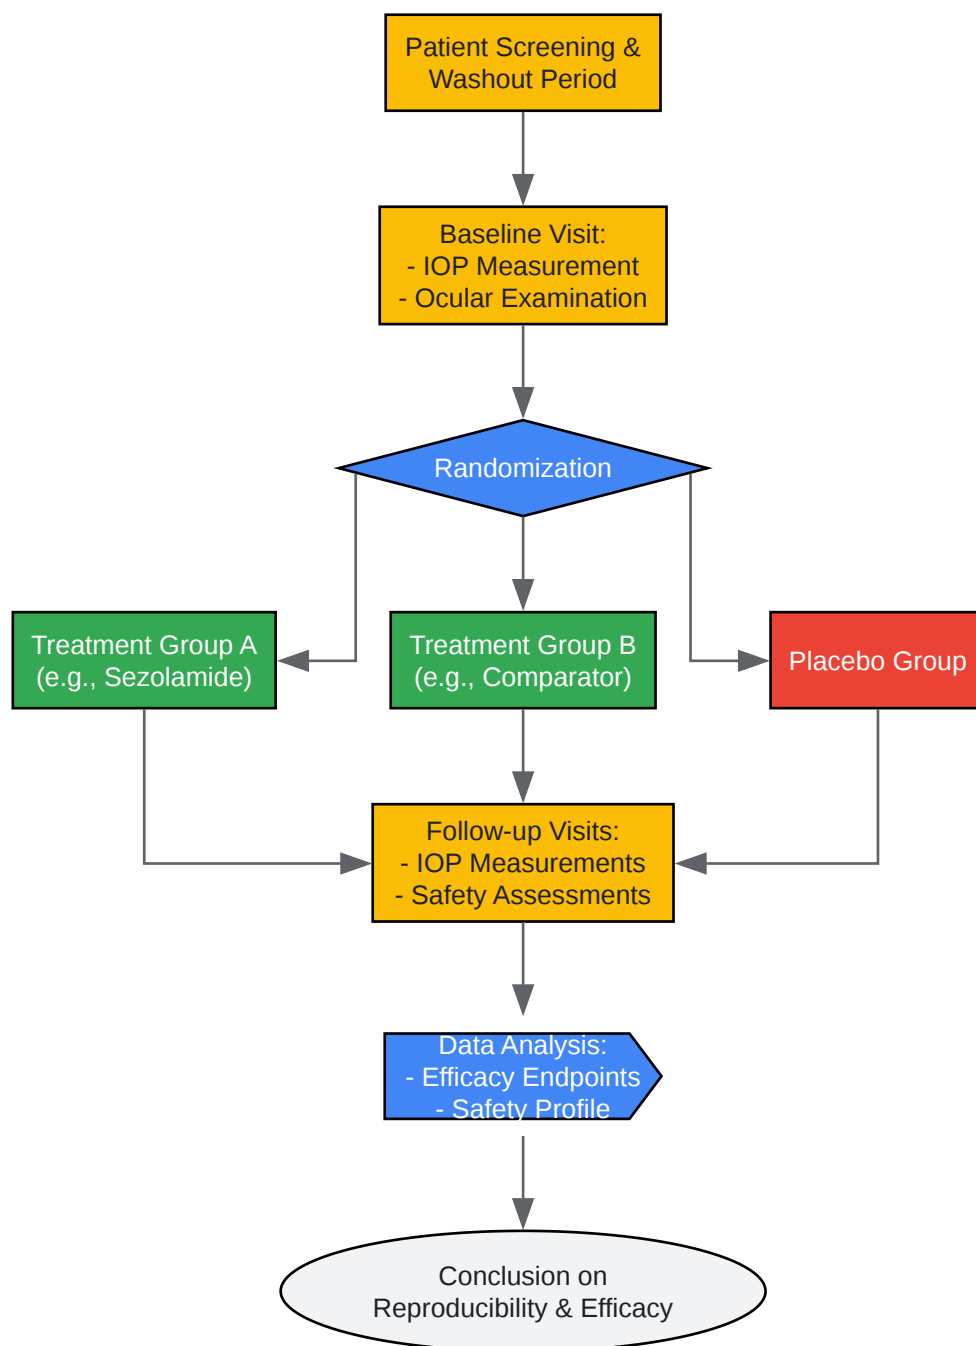 Patient Screening &
Washout Period
Baseline Visit:
- IOP Measurement
- Ocular Examination
Randomization
Treatment Group A
(e.g., Sezolamide)
Treatment Group B
(e.g., Comparator)
Placebo Group
Follow-up Visits:
- IOP Measurements
- Safety Assessments
Data Analysis:
- Efficacy Endpoints
- Safety Profile
Conclusion on
Reproducibility & Efficacy